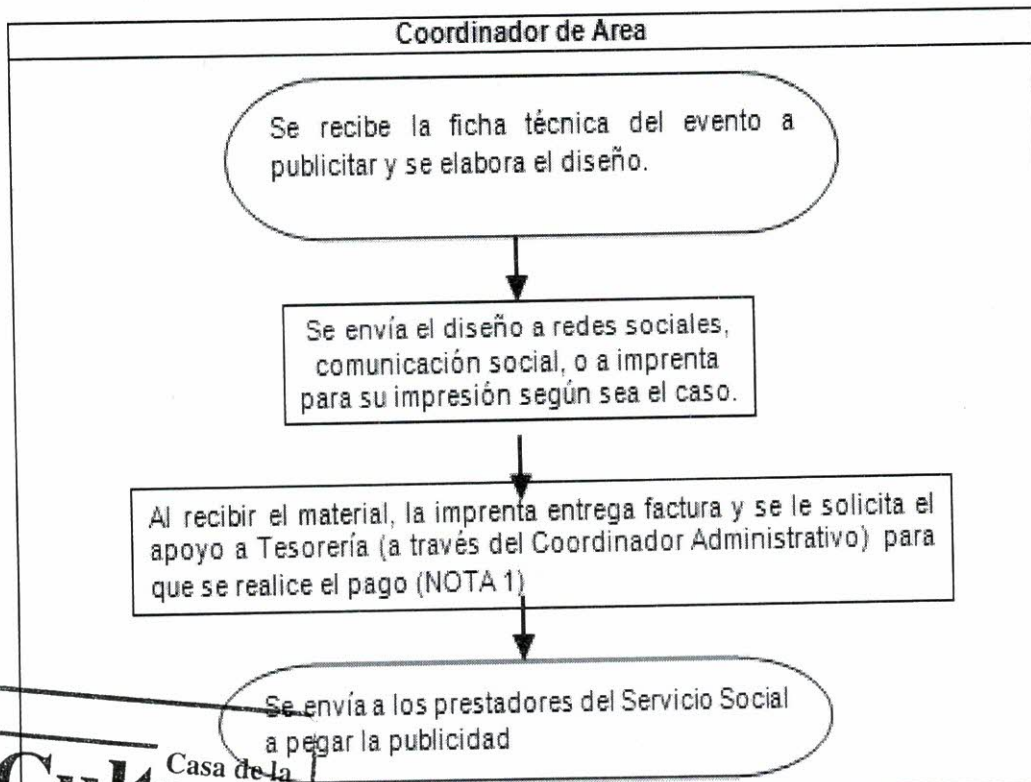 Coordinador de Area
Se recibe la ficha técnica del evento a
publicitar y se elabora el diseño.
Se envía el diseño a redes sociales,
comunicación social, o a imprenta
para su impresión según sea el caso.
Al recibir el material, la imprenta entrega factura y se le solicita el
apoyo a Tesorería (a través del Coordinador Administrativo) para
que se realice el pago (NOTA 1)
Se envía a los prestadores del Servicio Social
a pegar la publicidad
Casa de la